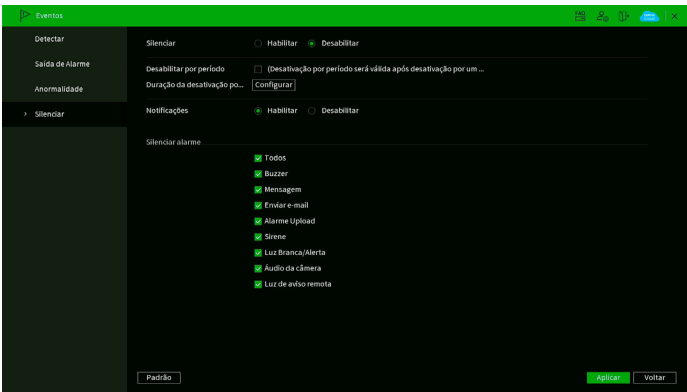 Eventos
Detectar
Saída de Alarme
Anormalidade
Silenciar
Silenciar Habilitar Desabilitar
Desabilitar por período (Desativação por período será válida após desativação por um ...
Duração da desativação po... Configurar
Notificações Habilitar Desabilitar
Silenciar alarme
Todos
Buzzer
Mensagem
Enviar e-mail
Alarme Upload
Sirene
Luz Branca/Alerta
Áudio da câmera
Luz de aviso remota
Padrão Aplicar Voltar